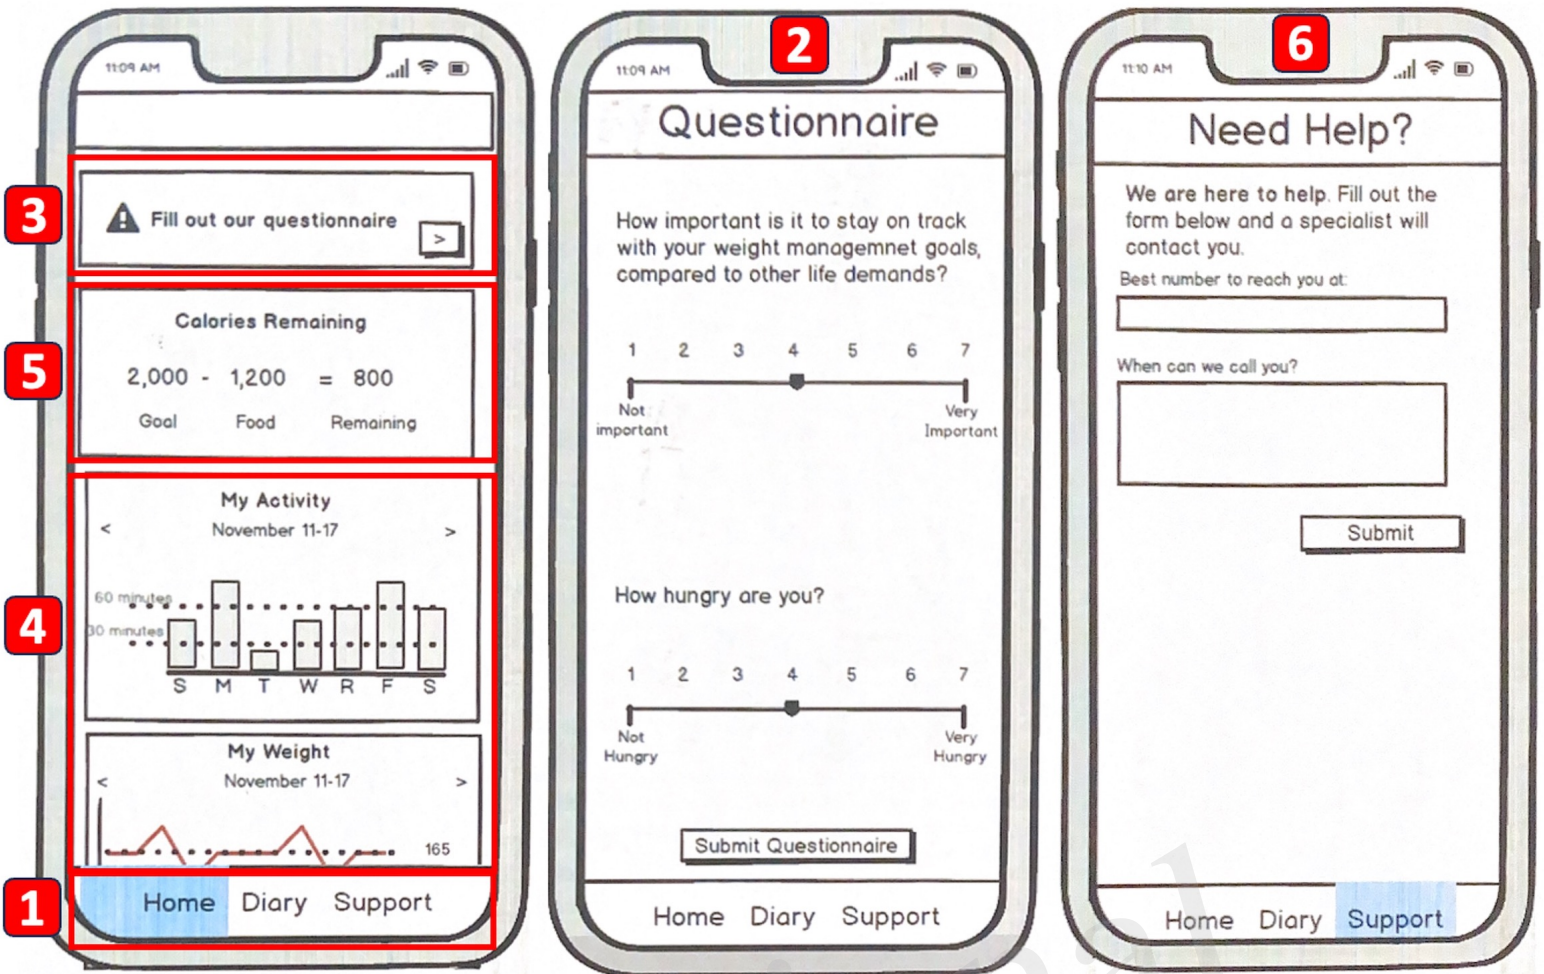 11:09 AM
3
Fill out our questionnaire
>
5
Calories Remaining
2,000 - 1,200 = 800
Goal Food Remaining
4
My Activity
< November 11-17 >
60 minutes
30 minutes
S M T W R F S
My Weight
< November 11-17 >
165
1
Home Diary Support
2
11:09 AM
Questionnaire
How important is it to stay on track
with your weight managemnet goals,
compared to other life demands?
1 2 3 4 5 6 7
Not important
Very Important
How hungry are you?
1 2 3 4 5 6 7
Not Hungry
Very Hungry
Submit Questionnaire
Home Diary Support
6
11:10 AM
Need Help?
We are here to help. Fill out the
form below and a specialist will
contact you.
Best number to reach you at:
When can we call you?
Submit
Home Diary Support